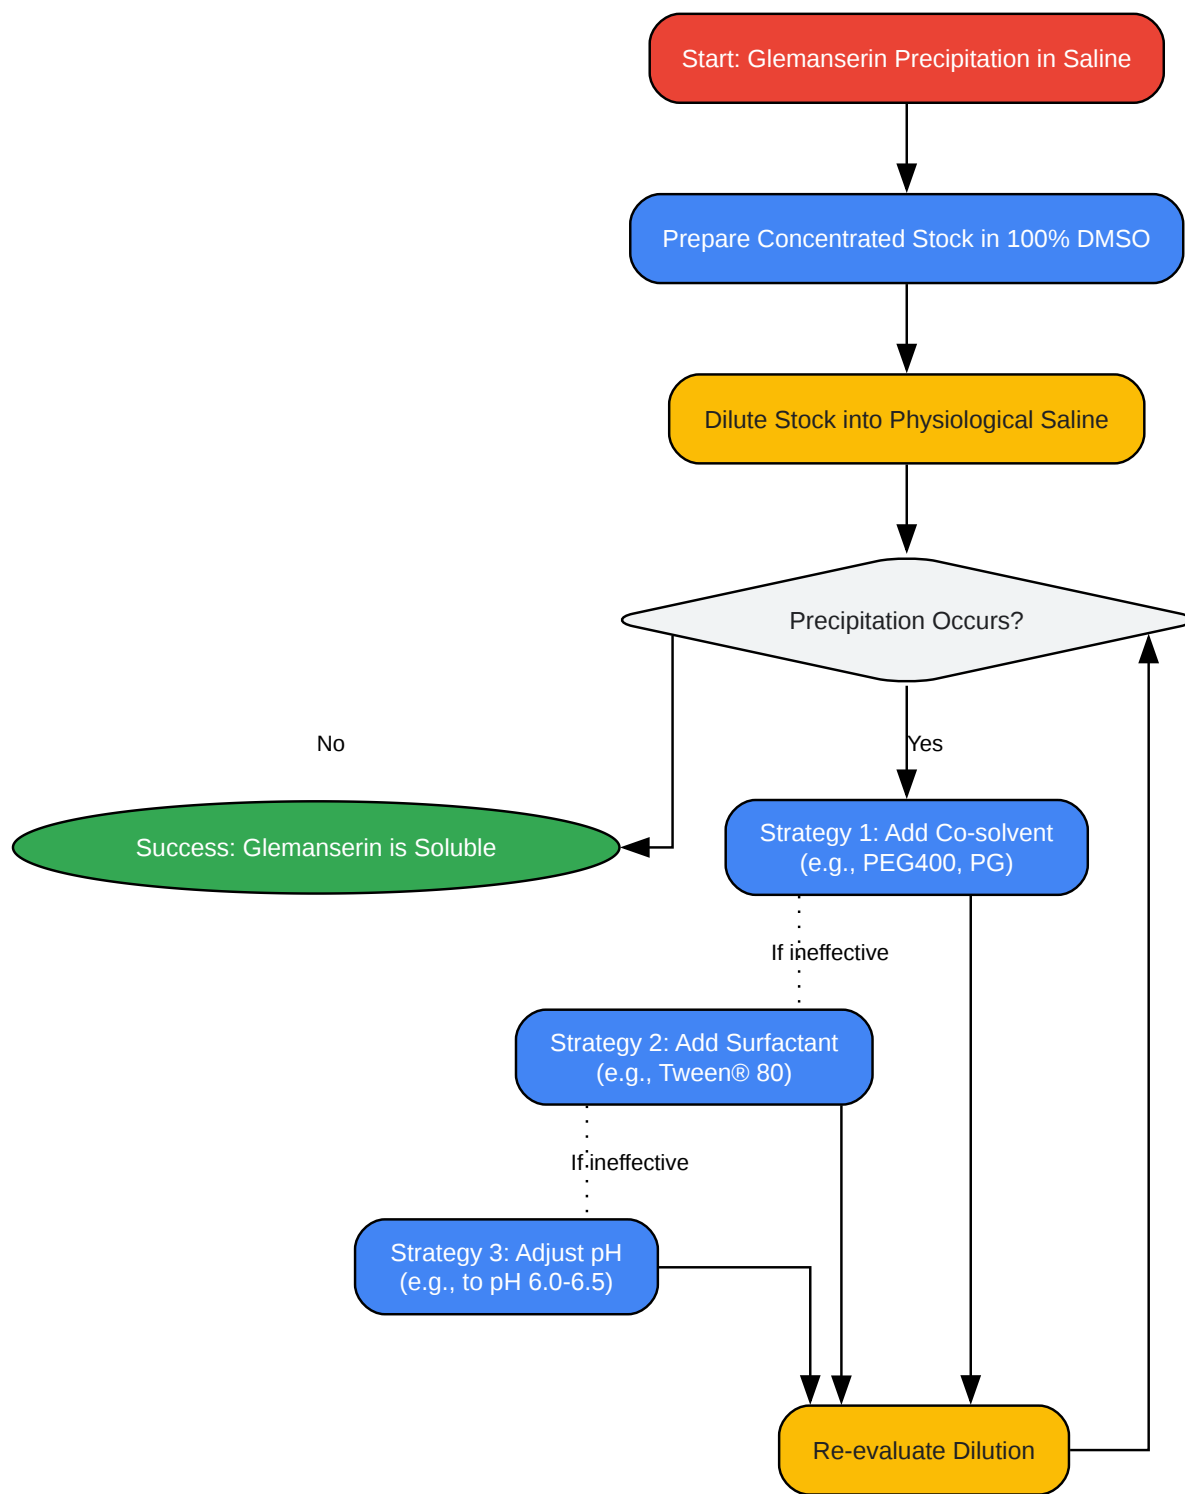 Start: Glemanserin Precipitation in Saline
Prepare Concentrated Stock in 100% DMSO
Dilute Stock into Physiological Saline
Precipitation Occurs?
No
Yes
Success: Glemanserin is Soluble
Strategy 1: Add Co-solvent
(e.g., PEG400, PG)
If ineffective
Strategy 2: Add Surfactant
(e.g., Tween® 80)
If ineffective
Strategy 3: Adjust pH
(e.g., to pH 6.0-6.5)
Re-evaluate Dilution